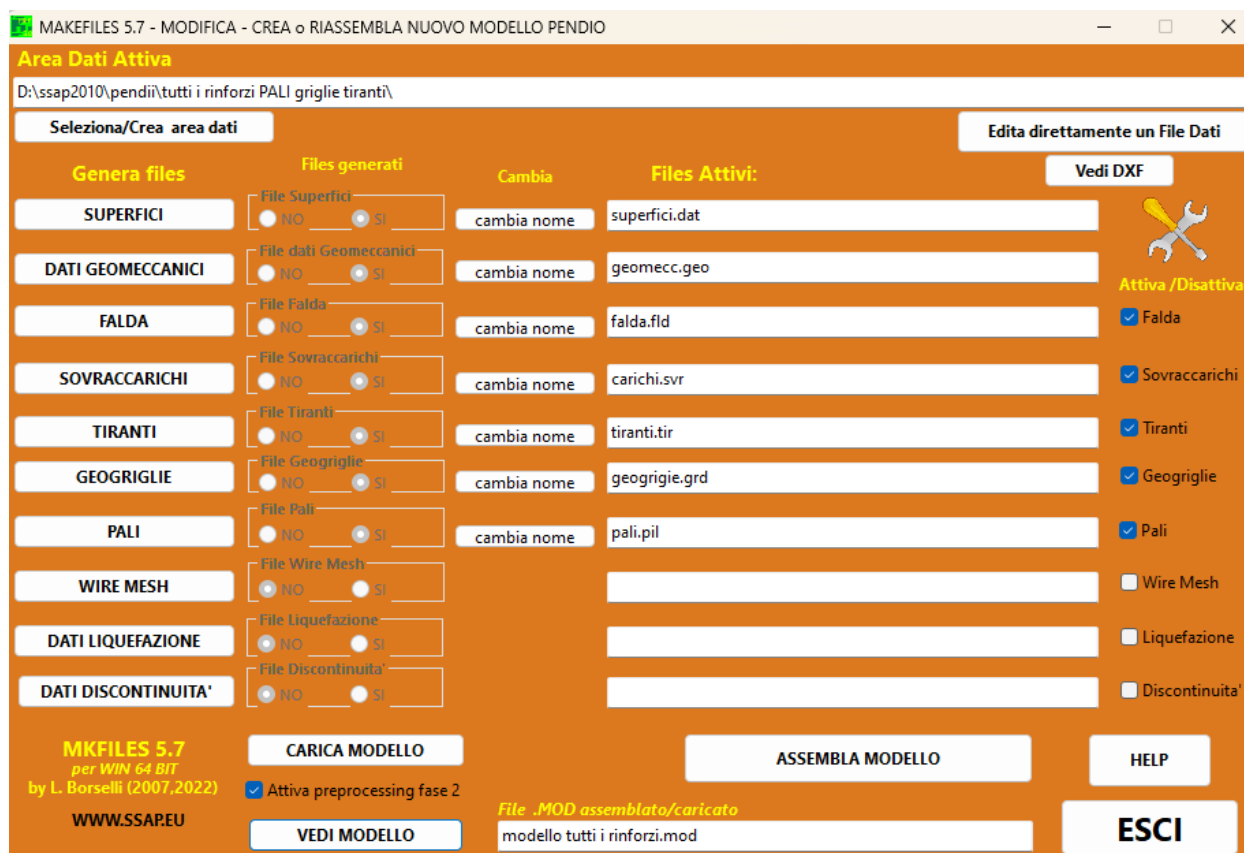 MAKEFILES 5.7 - MODIFICA - CREA o RIASSEMBLA NUOVO MODELLO PENDIO
Area Dati Attiva
D:\ssap2010\pendii\tutti i rinforzi PALI griglie tiranti\
Seleziona/Crea area dati
Edita direttamente un File Dati
Genera files
Files generati
Cambia
Files Attivi:
Vedi DXF
SUPERFICI
File Superfici
NO SI
cambia nome
superfici.dat
DATI GEOMECCANICI
File dati Geomeccanici
NO SI
cambia nome
geomecc.geo
Attiva /Disattiva
FALDA
File Falda
NO SI
cambia nome
falda.fld
Falda
SOVRACCARICHI
File Sovraccarichi
NO SI
cambia nome
carichi.svr
Sovraccarichi
TIRANTI
File Tiranti
NO SI
cambia nome
tiranti.tir
Tiranti
GEOGRIGLIE
File Geogriglie
NO SI
cambia nome
geogrigie.grd
Geogriglie
PALI
File Pali
NO SI
cambia nome
pali.pil
Pali
WIRE MESH
File Wire Mesh
NO SI
Wire Mesh
DATI LIQUEFAZIONE
File Liquefazione
NO SI
Liquefazione
DATI DISCONTINUITA'
File Discontinuita'
NO SI
Discontinuita'
MKFILES 5.7
per WIN 64 BIT
by L. Borselli (2007,2022)
WWW.SSAP.EU
CARICA MODELLO
Attiva preprocessing fase 2
VEDI MODELLO
ASSEMBLA MODELLO
HELP
File .MOD assemblato/caricato
modello tutti i rinforzi.mod
ESCI